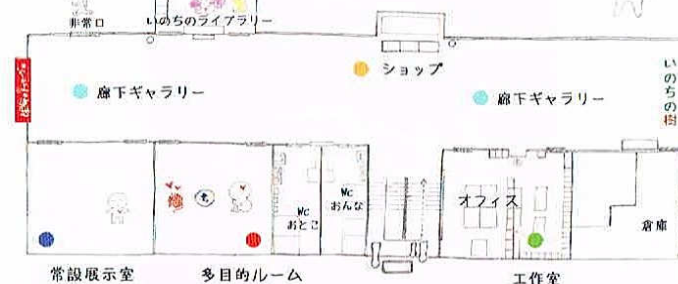 非常口
いのちのライブラリー
ショップ
廊下ギャラリー
廊下ギャラリー
いのちの樹
Wc
おとこ
Wc
おんな
オフィス
倉庫
常設展示室
多目的ルーム
工作室